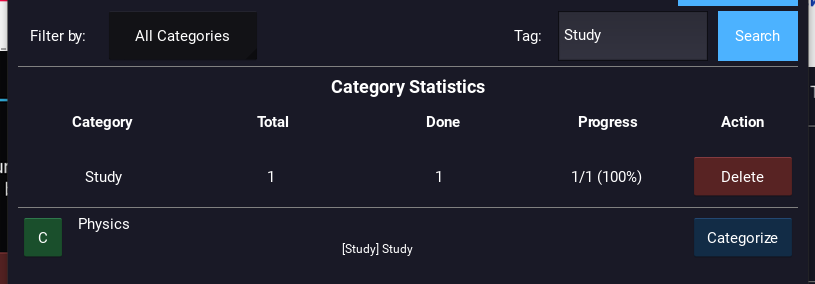 Filter by: All Categories Tag: Study Search
Category Statistics
Category Total Done Progress Action
Study 1 1 1/1 (100%) Delete
C Physics Categorize
[Study] Study